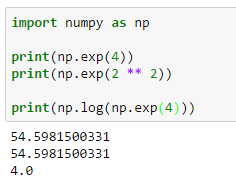 import numpy as np
print(np.exp(4))
print(np.exp(2 ** 2))
print(np.log(np.exp(4)))
54.5981500331
54.5981500331
4.0